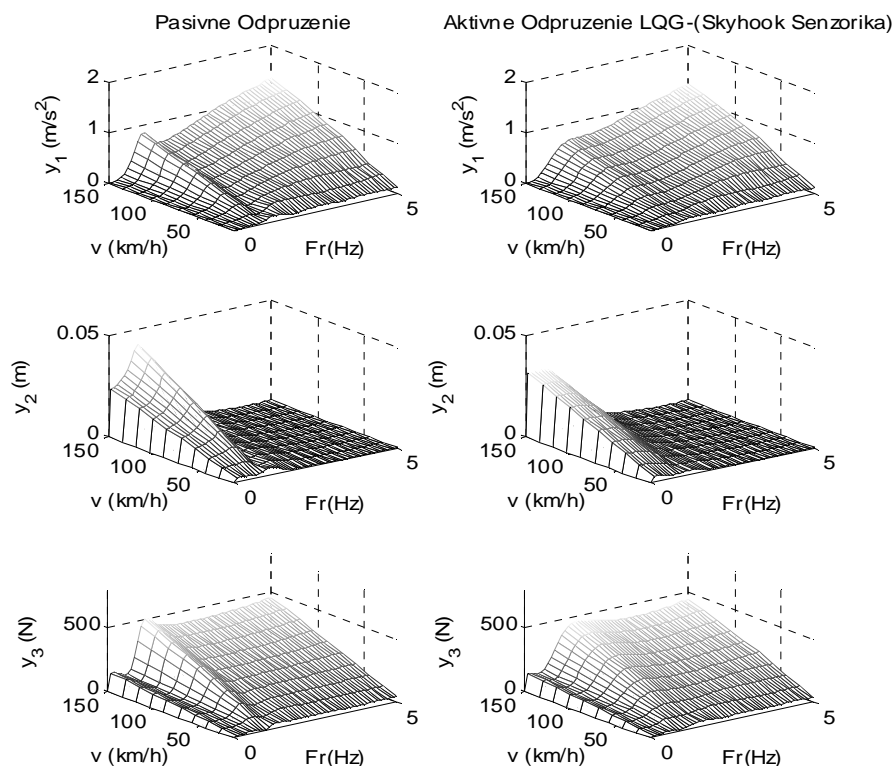 Pasivne Odpruzenie
Aktivne Odpruzenie LQG-(Skyhook Senzorika)
2
1
0
y1 (m/s2)
150
100
50
v (km/h)
0
Fr(Hz)
5
2
1
0
y1 (m/s2)
150
100
50
v (km/h)
0
Fr(Hz)
5
0.05
0
y2 (m)
150
100
50
v (km/h)
0
Fr(Hz)
5
0.05
0
y2 (m)
150
100
50
v (km/h)
0
Fr(Hz)
5
500
0
y3 (N)
150
100
50
v (km/h)
0
Fr(Hz)
5
500
0
y3 (N)
150
100
50
v (km/h)
0
Fr(Hz)
5